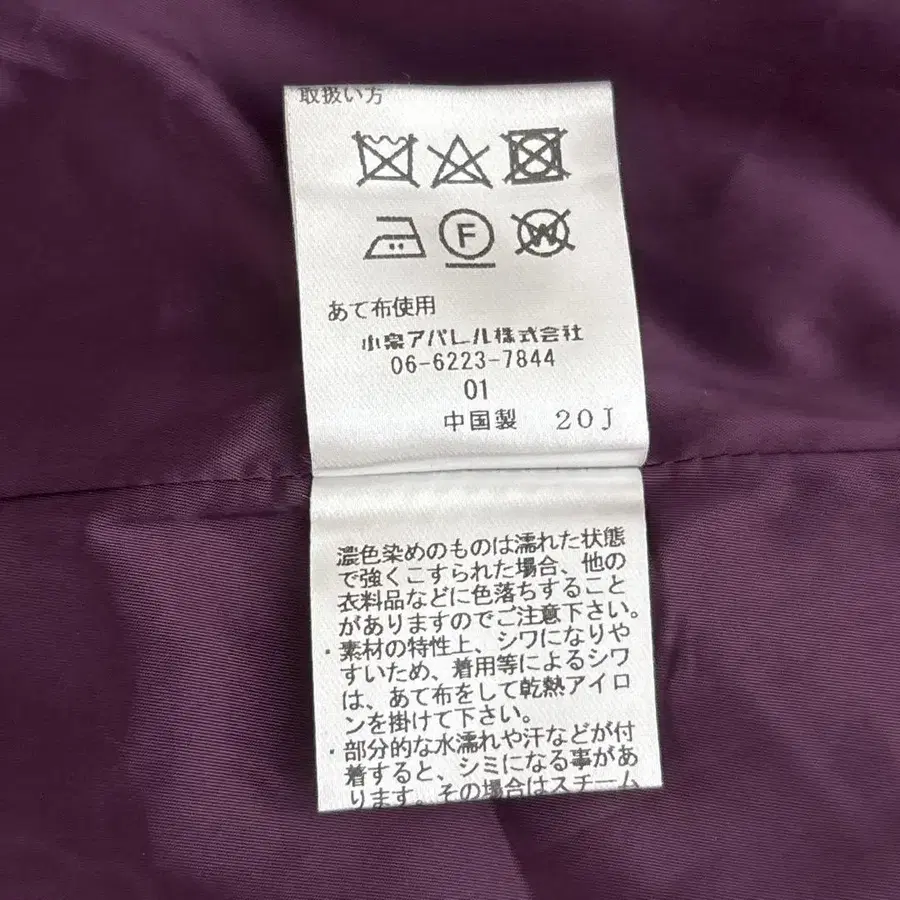 取扱い方
F
W
あて布使用
小泉アパレル株式会社
06-6223-7844
01
中国製 20J
濃色染めのものは濡れた状態
で強くこすられた場合、他の
衣料品などに色落ちすること
がありますのでご注意下さい。
・素材の特性上、シワになりや
すいため、着用等によるシワ
は、あて布をして乾熱アイロ
ンを掛けて下さい。
・部分的な水濡れや汗などが付
着すると、シミになる事があ
ります。その場合はスチーム